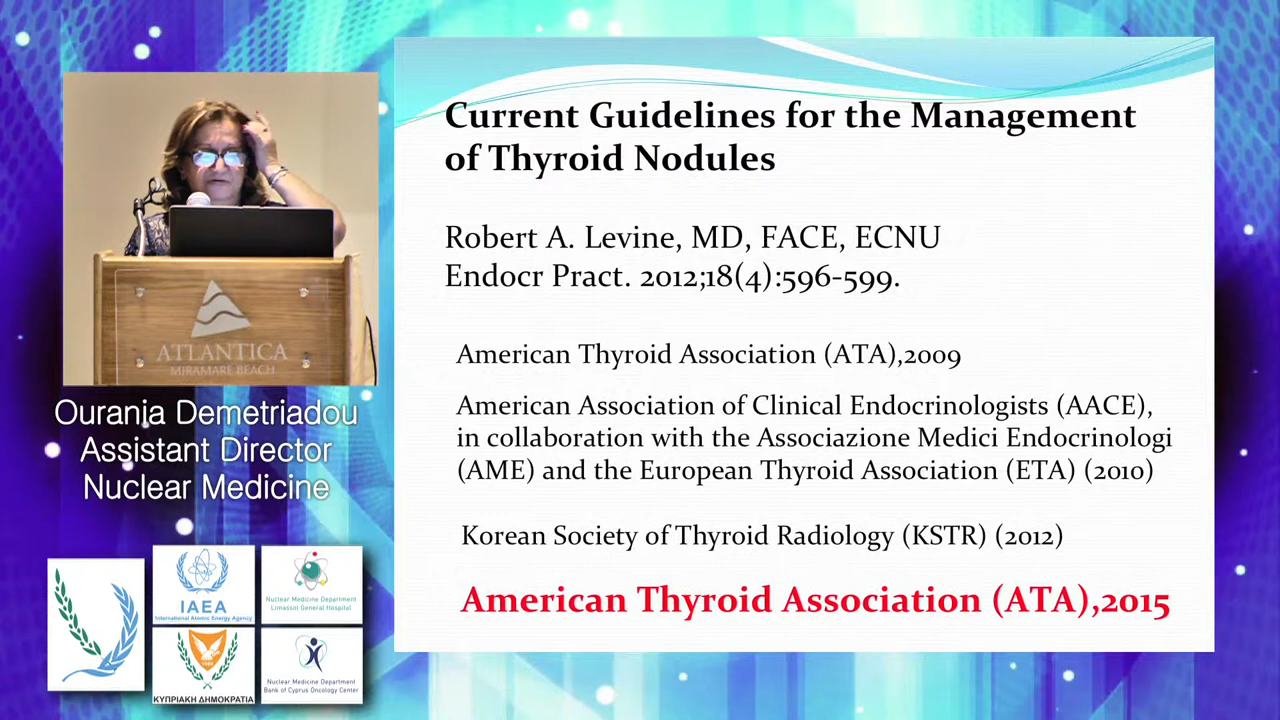 Current Guidelines for the Management
of Thyroid Nodules
Robert A. Levine, MD, FACE, ECNU
Endocr Pract. 2012;18(4):596-599.
American Thyroid Association (ATA),2009
American Association of Clinical Endocrinologists (AACE),
in collaboration with the Associazione Medici Endocrinologi
(AME) and the European Thyroid Association (ETA) (2010)
Korean Society of Thyroid Radiology (KSTR) (2012)
American Thyroid Association (ATA),2015
ATLANTICA
MIRAMARE BEACH
Ourania Demetriadou
Assistant Director
Nuclear Medicine
IAEA
International Atomic Energy Agency
Nuclear Medicine Department
Limassol General Hospital
1960
ΚΥΠΡΙΑΚΗ ΔΗΜΟΚΡΑΤΙΑ
Nuclear Medicine Department
Bank of Cyprus Oncology Center